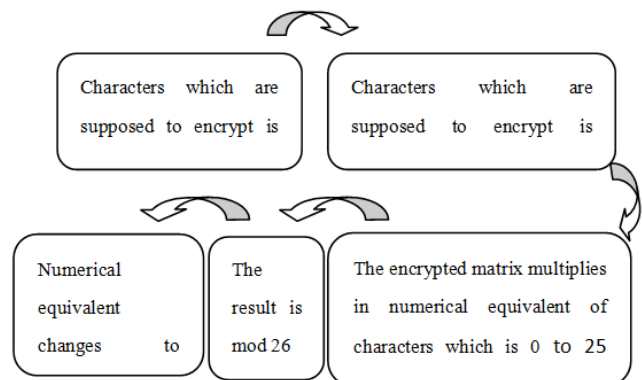 Characters which are
supposed to encrypt is
Characters which are
supposed to encrypt is
The encrypted matrix multiplies
in numerical equivalent of
characters which is 0 to 25
The
result is
mod 26
Numerical
equivalent
changes to